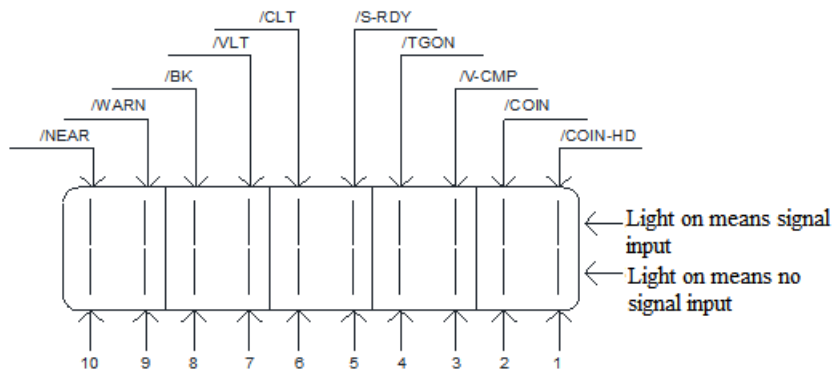 /CLT
/S-RDY
/VLT
/TGON
/BK
/V-CMP
/WARN
/COIN
/NEAR
/COIN-HD
Light on means signal
input
Light on means no
signal input
10 9 8 7 6 5 4 3 2 1